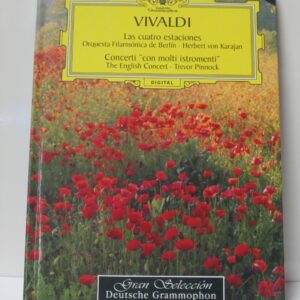 VIVALDI
Las cuatro estaciones
Orquesta Filarmónica de Berlín - Herbert von Karajan
Concerti "con molti istromenti"
The English Concert - Trevor Pinnock
DIGITAL
Gran Selección
Deutsche Grammophon